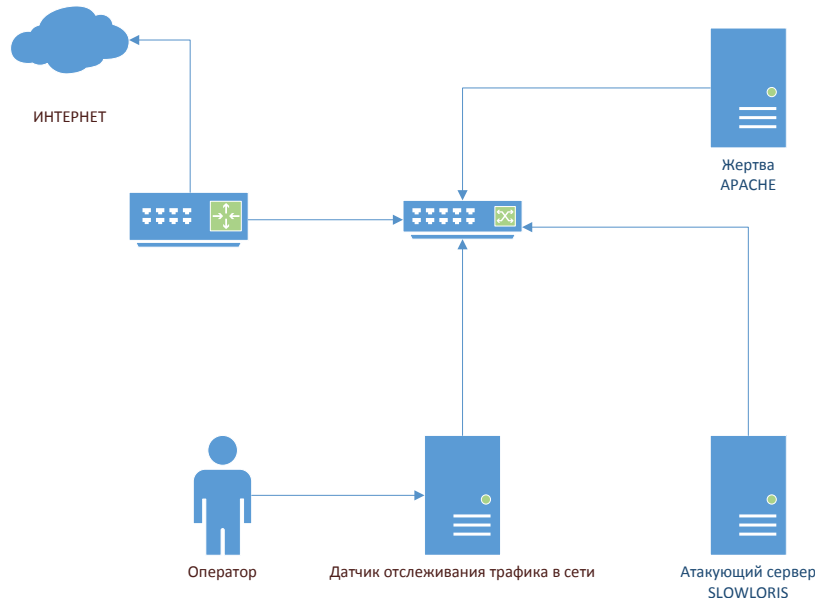 ИНТЕРНЕТ
Жертва
APACHE
Оператор
Датчик отслеживания трафика в сети
Атакующий сервер
SLOWLORIS